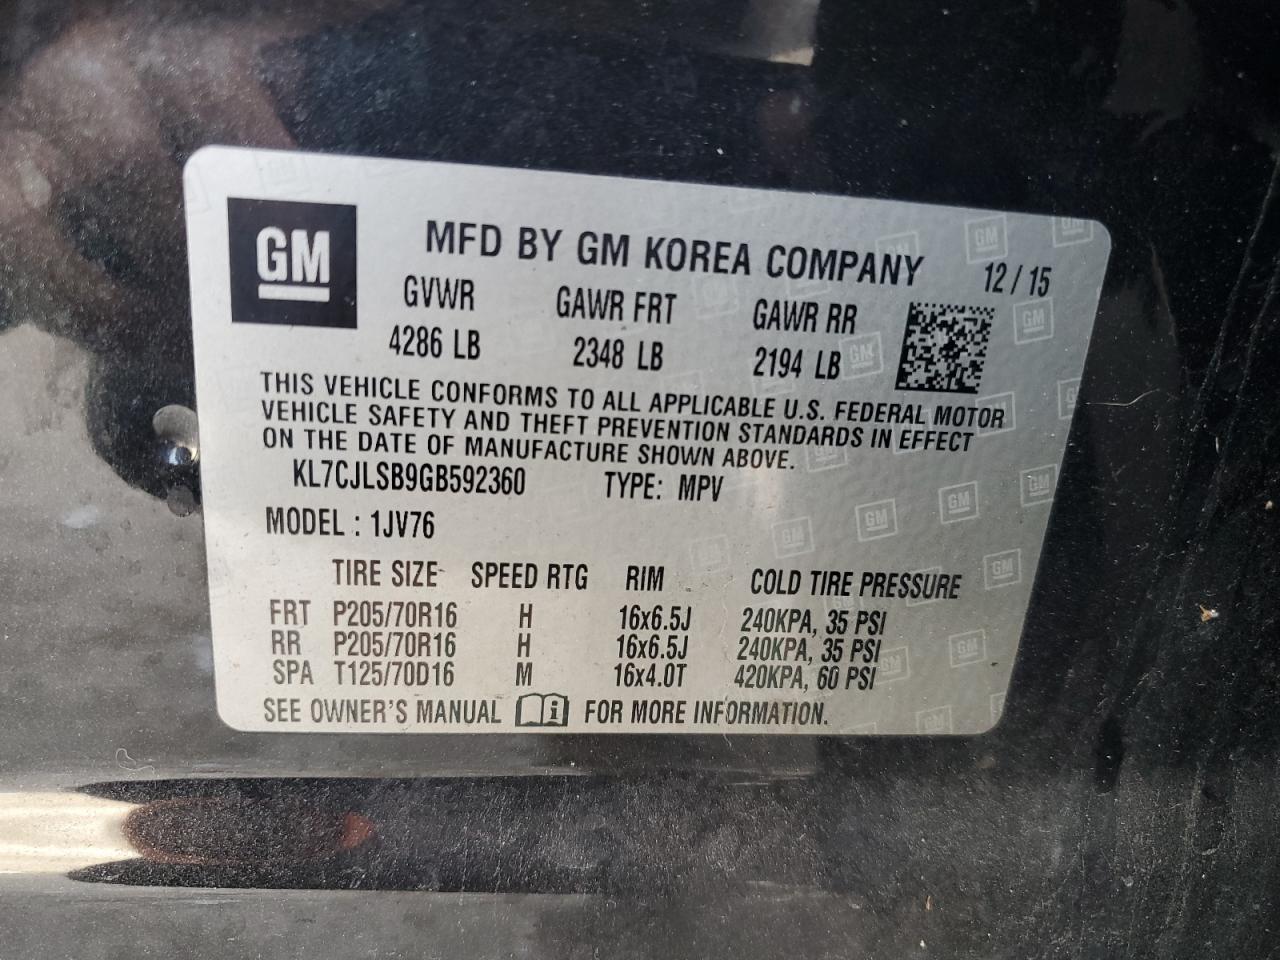 GM
MFD BY GM KOREA COMPANY 12/15
GVWR GAWR FRT GAWR RR
4286 LB 2348 LB 2194 LB
THIS VEHICLE CONFORMS TO ALL APPLICABLE U.S. FEDERAL MOTOR
VEHICLE SAFETY AND THEFT PREVENTION STANDARDS IN EFFECT
ON THE DATE OF MANUFACTURE SHOWN ABOVE.
KL7CJLSB9GB592360 TYPE: MPV
MODEL : 1JV76
TIRE SIZE SPEED RTG RIM COLD TIRE PRESSURE
FRT P205/70R16 H 16x6.5J 240KPA, 35 PSI
RR P205/70R16 H 16x6.5J 240KPA, 35 PSI
SPA T125/70D16 M 16x4.0T 420KPA, 60 PSI
SEE OWNER'S MANUAL i FOR MORE INFORMATION.